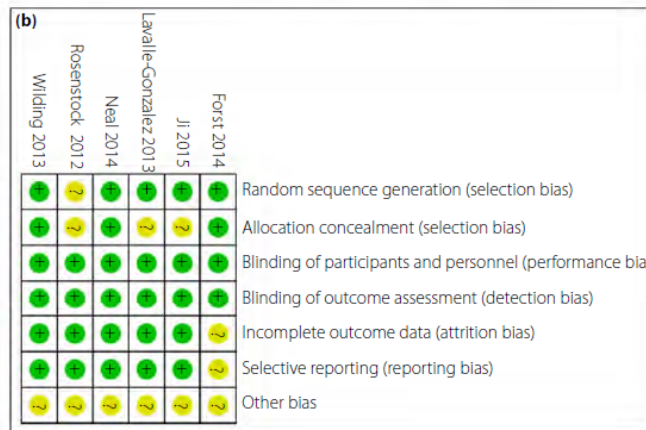 (b)
Wilding 2013
Rosenstock 2012
Neal 2014
Lavalle-Gonzalez 2013
Ji 2015
Forst 2014
+ ? + + + + Random sequence generation (selection bias)
+ ? + ? ? + Allocation concealment (selection bias)
+ + + + + + Blinding of participants and personnel (performance bia
+ + + + + + Blinding of outcome assessment (detection bias)
+ + + + + ? Incomplete outcome data (attrition bias)
+ + + + + ? Selective reporting (reporting bias)
? ? ? ? ? ? Other bias